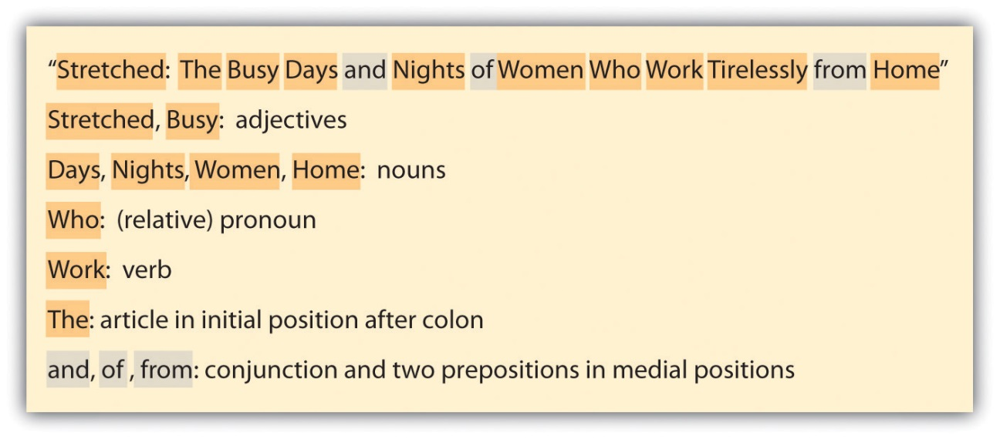 “Stretched: The Busy Days and Nights of Women Who Work Tirelessly from Home”
Stretched, Busy: adjectives
Days, Nights, Women, Home: nouns
Who: (relative) pronoun
Work: verb
The: article in initial position after colon
and, of , from: conjunction and two prepositions in medial positions